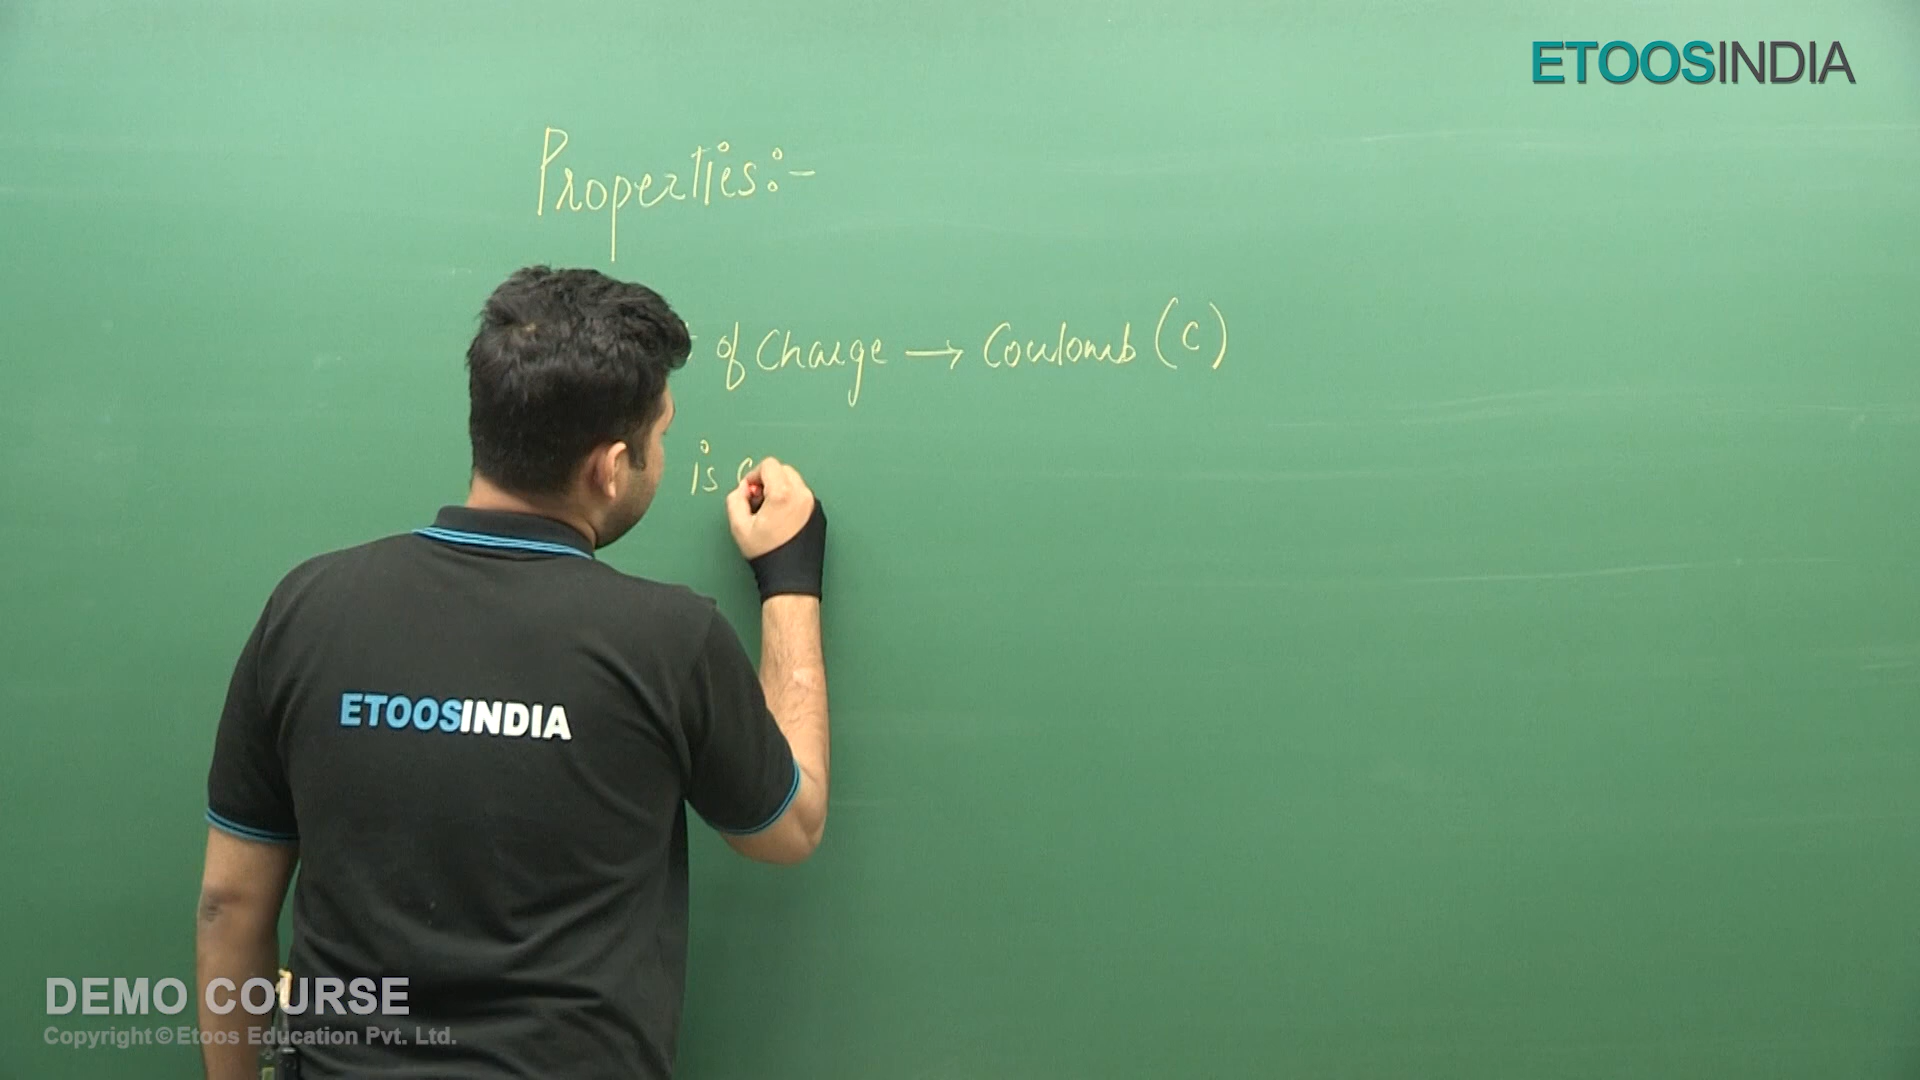 ETOOSINDIA
Properties:-
of Charge → Coulomb (C)
is
ETOOSINDIA
DEMO COURSE
Copyright © Etoos Education Pvt. Ltd.